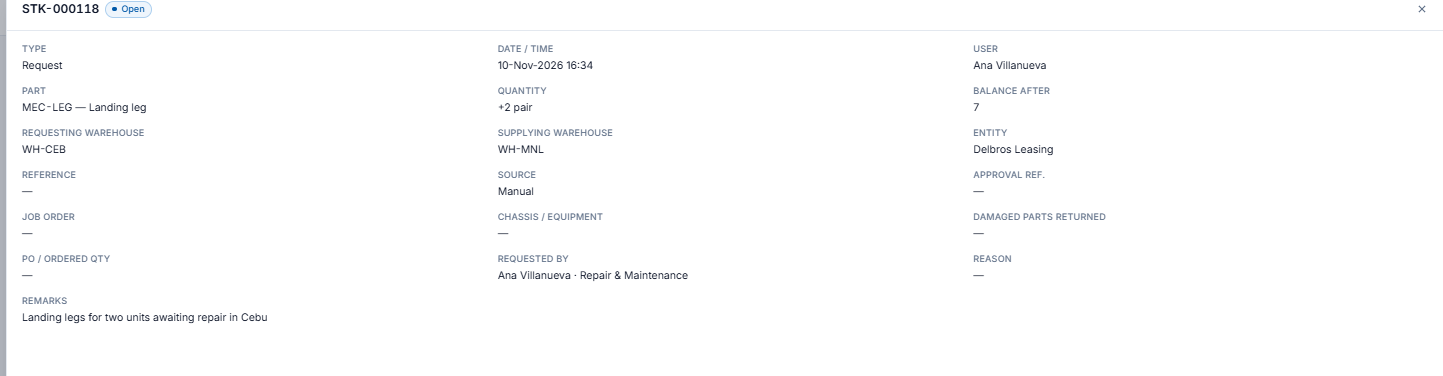 STK-000118 Open ×
TYPE DATE / TIME USER
Request 10-Nov-2026 16:34 Ana Villanueva
PART QUANTITY BALANCE AFTER
MEC-LEG — Landing leg +2 pair 7
REQUESTING WAREHOUSE SUPPLYING WAREHOUSE ENTITY
WH-CEB WH-MNL Delbros Leasing
REFERENCE SOURCE APPROVAL REF.
— Manual —
JOB ORDER CHASSIS / EQUIPMENT DAMAGED PARTS RETURNED
— — —
PO / ORDERED QTY REQUESTED BY REASON
— Ana Villanueva · Repair & Maintenance —
REMARKS
Landing legs for two units awaiting repair in Cebu